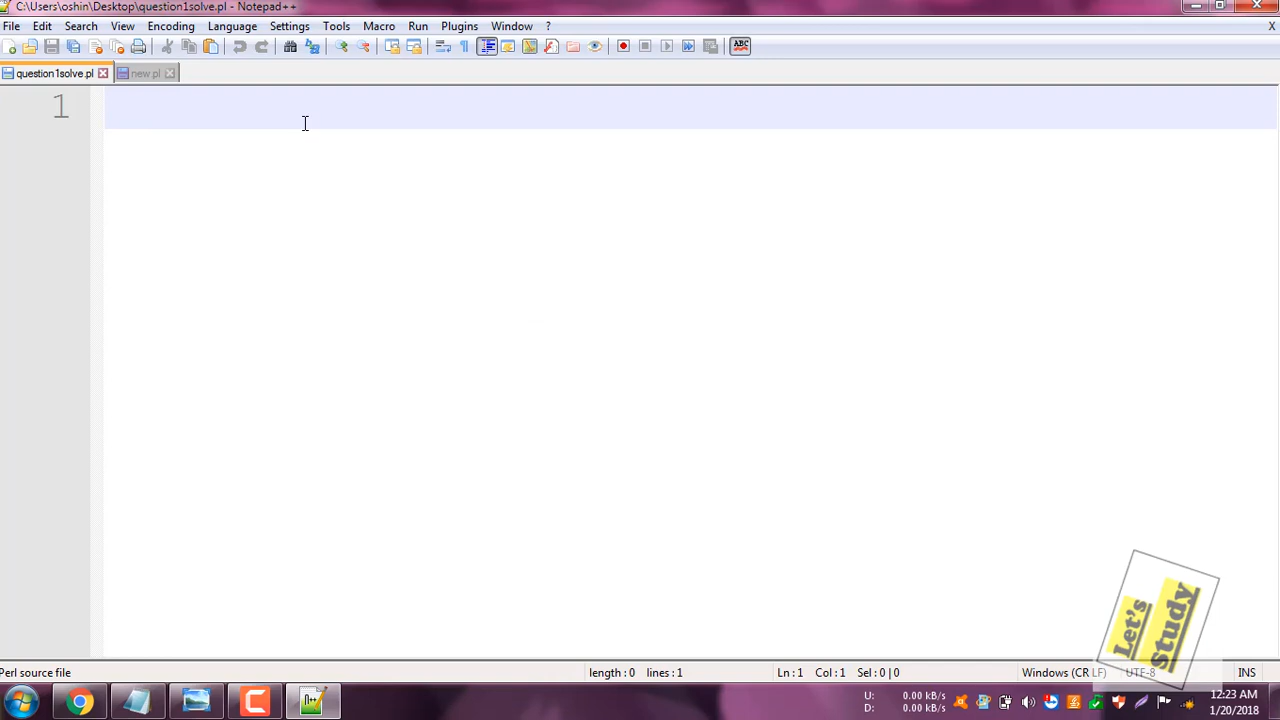 C:\Users\oshin\Desktop\question1solve.pl - Notepad++
File Edit Search View Encoding Language Settings Tools Macro Run Plugins Window ? X
ABC
question1solve.pl new.pl
1
Let's
Study
Perl source file length : 0 lines : 1 Ln : 1 Col : 1 Sel : 0 | 0 Windows (CR LF) UTF-8 INS
U: 0.00 kB/s
D: 0.00 kB/s
12:23 AM
1/20/2018